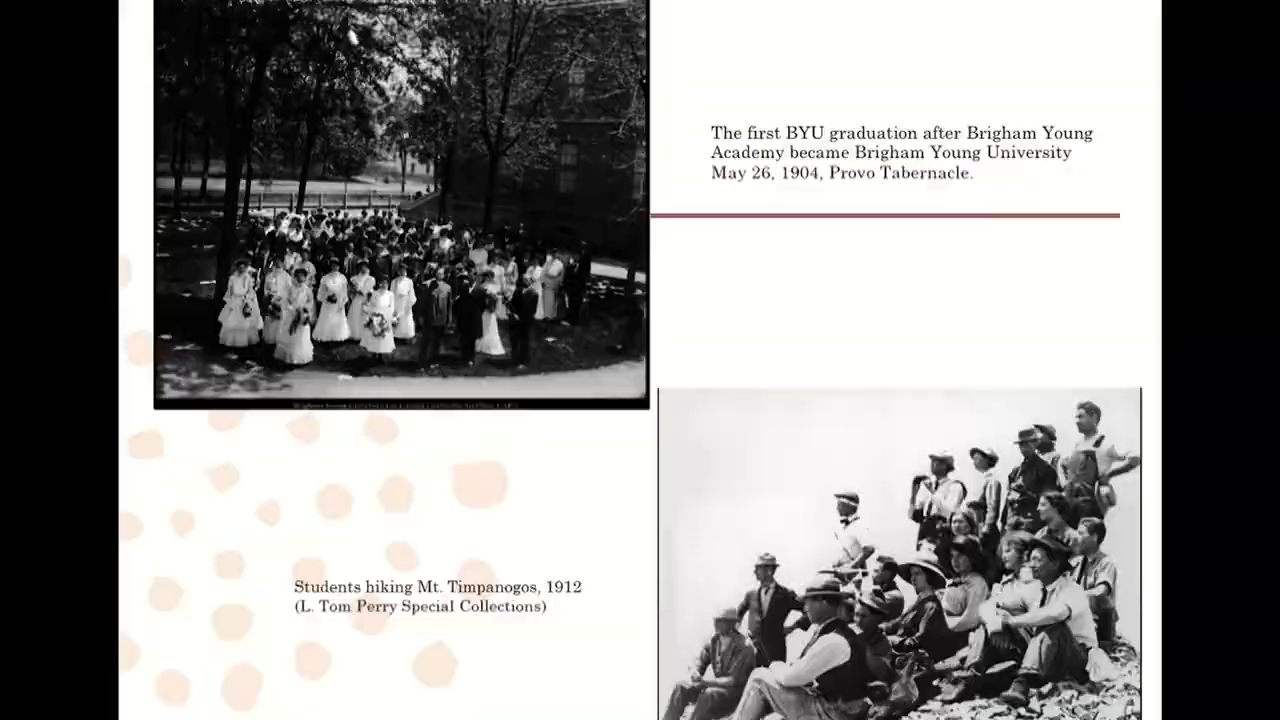 The first BYU graduation after Brigham Young
Academy became Brigham Young University
May 26, 1904, Provo Tabernacle.
Students hiking Mt. Timpanogos, 1912
(L. Tom Perry Special Collections)